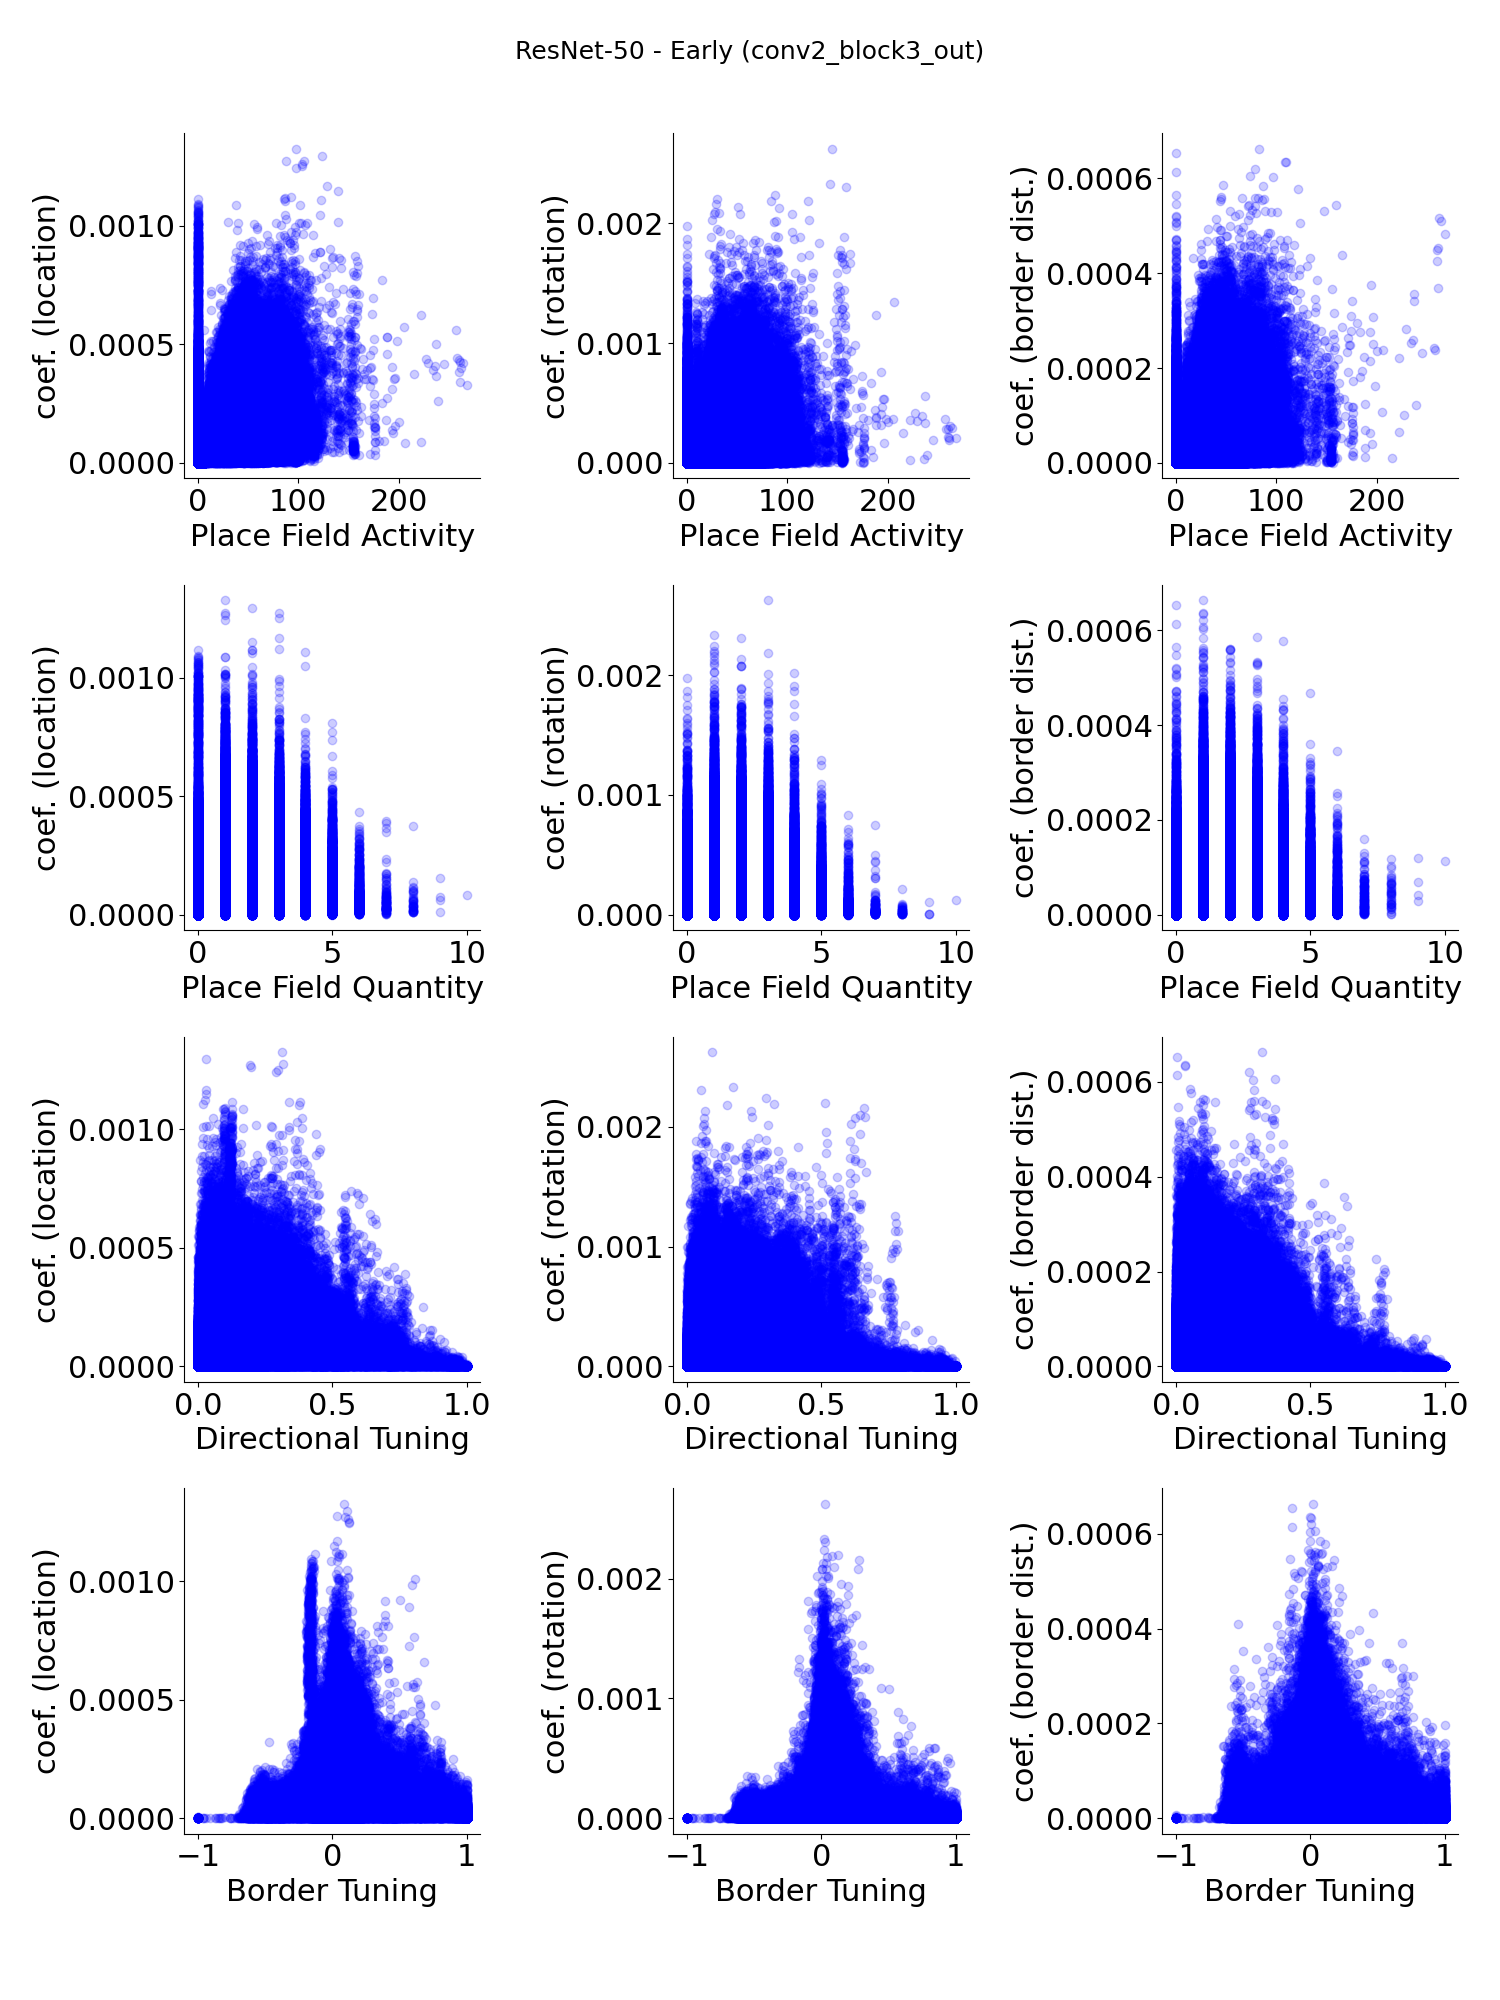 ResNet-50 - Early (conv2_block3_out)
coef. (location)
0.0010
0.0005
0.0000
0 100 200
Place Field Activity
coef. (rotation)
0.002
0.001
0.000
0 100 200
Place Field Activity
coef. (border dist.)
0.0006
0.0004
0.0002
0.0000
0 100 200
Place Field Activity
coef. (location)
0.0010
0.0005
0.0000
0 5 10
Place Field Quantity
coef. (rotation)
0.002
0.001
0.000
0 5 10
Place Field Quantity
coef. (border dist.)
0.0006
0.0004
0.0002
0.0000
0 5 10
Place Field Quantity
coef. (location)
0.0010
0.0005
0.0000
0.0 0.5 1.0
Directional Tuning
coef. (rotation)
0.002
0.001
0.000
0.0 0.5 1.0
Directional Tuning
coef. (border dist.)
0.0006
0.0004
0.0002
0.0000
0.0 0.5 1.0
Directional Tuning
coef. (location)
0.0010
0.0005
0.0000
−1 0 1
Border Tuning
coef. (rotation)
0.002
0.001
0.000
−1 0 1
Border Tuning
coef. (border dist.)
0.0006
0.0004
0.0002
0.0000
−1 0 1
Border Tuning